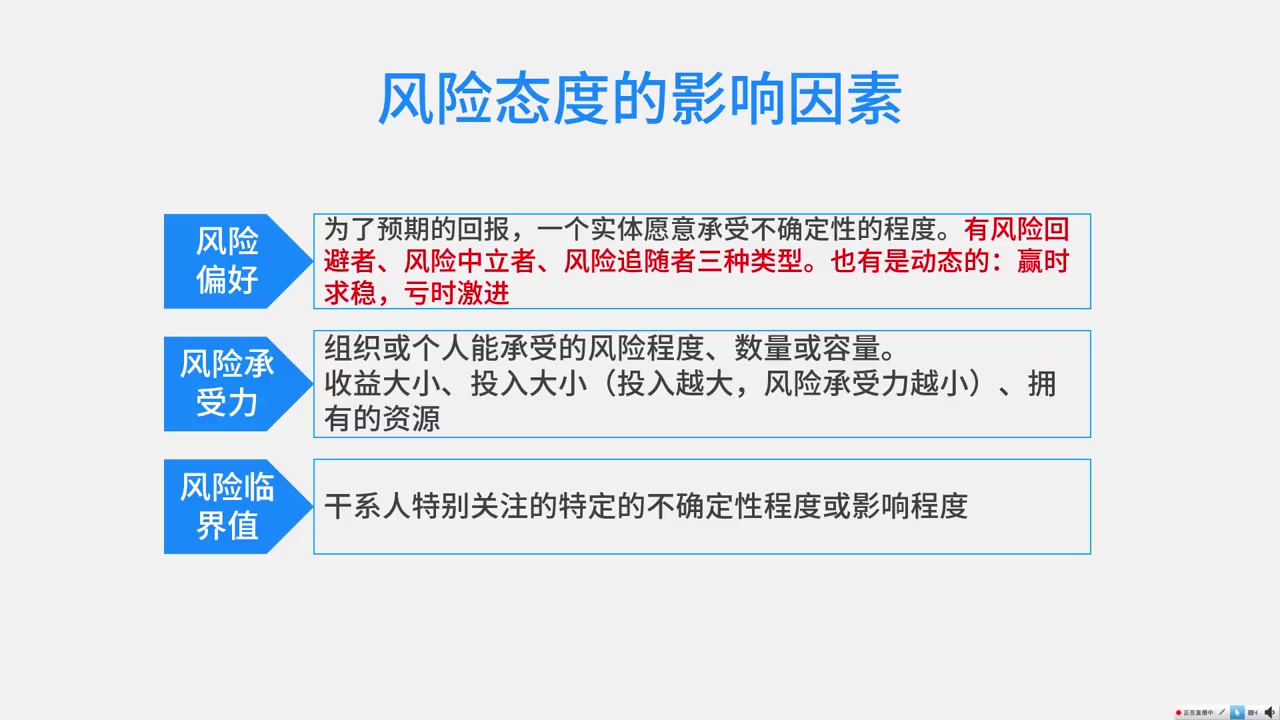 风险态度的影响因素
风险
偏好
为了预期的回报，一个实体愿意承受不确定性的程度。有风险回
避者、风险中立者、风险追随者三种类型。也有是动态的：赢时
求稳，亏时激进
风险承
受力
组织或个人能承受的风险程度、数量或容量。
收益大小、投入大小（投入越大，风险承受力越小）、拥
有的资源
风险临
界值
干系人特别关注的特定的不确定性程度或影响程度
正在直播中